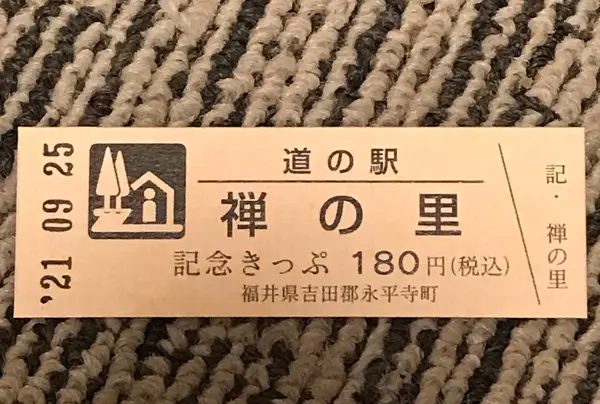 '21 09 25
道の駅
禅の里
記念きっぷ 180円(税込)
福井県吉田郡永平寺町
記・禅の里